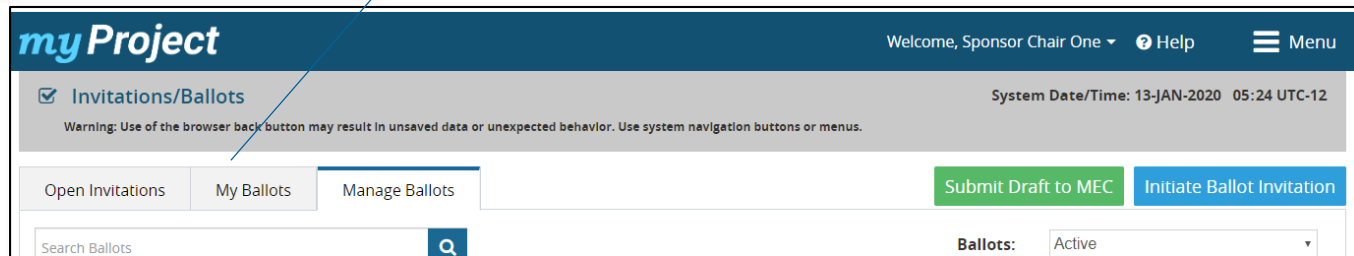 myProject
Welcome, Sponsor Chair One Help Menu
Invitations/Ballots
System Date/Time: 13-JAN-2020 05:24 UTC-12
Warning: Use of the browser back button may result in unsaved data or unexpected behavior. Use system navigation buttons or menus.
Open Invitations My Ballots Manage Ballots Submit Draft to MEC Initiate Ballot Invitation
Search Ballots Ballots: Active